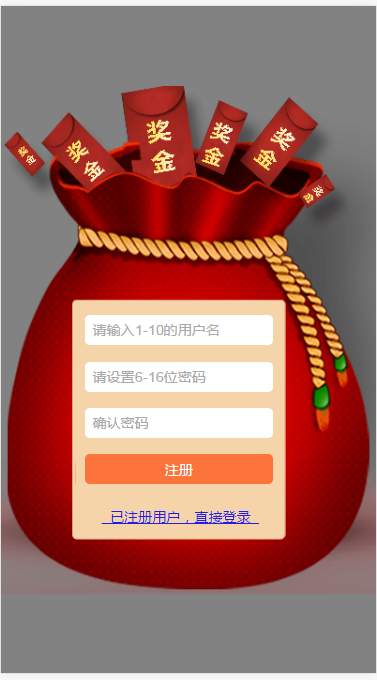 奖金
奖金
奖金
奖金
奖金
奖金
请输入1-10的用户名
请设置6-16位密码
确认密码
注册
已注册用户，直接登录